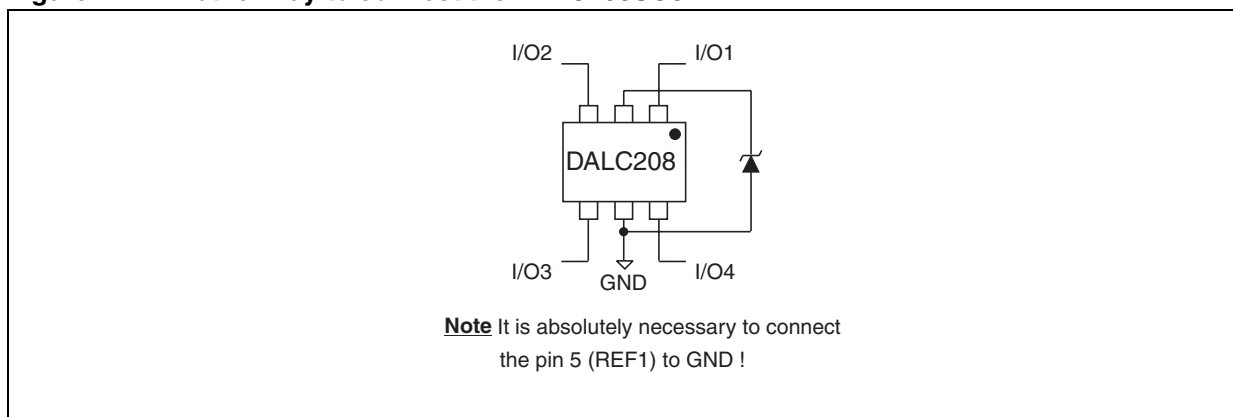 I/O2
I/O1
DALC208
I/O3
I/O4
GND
Note It is absolutely necessary to connect
the pin 5 (REF1) to GND !